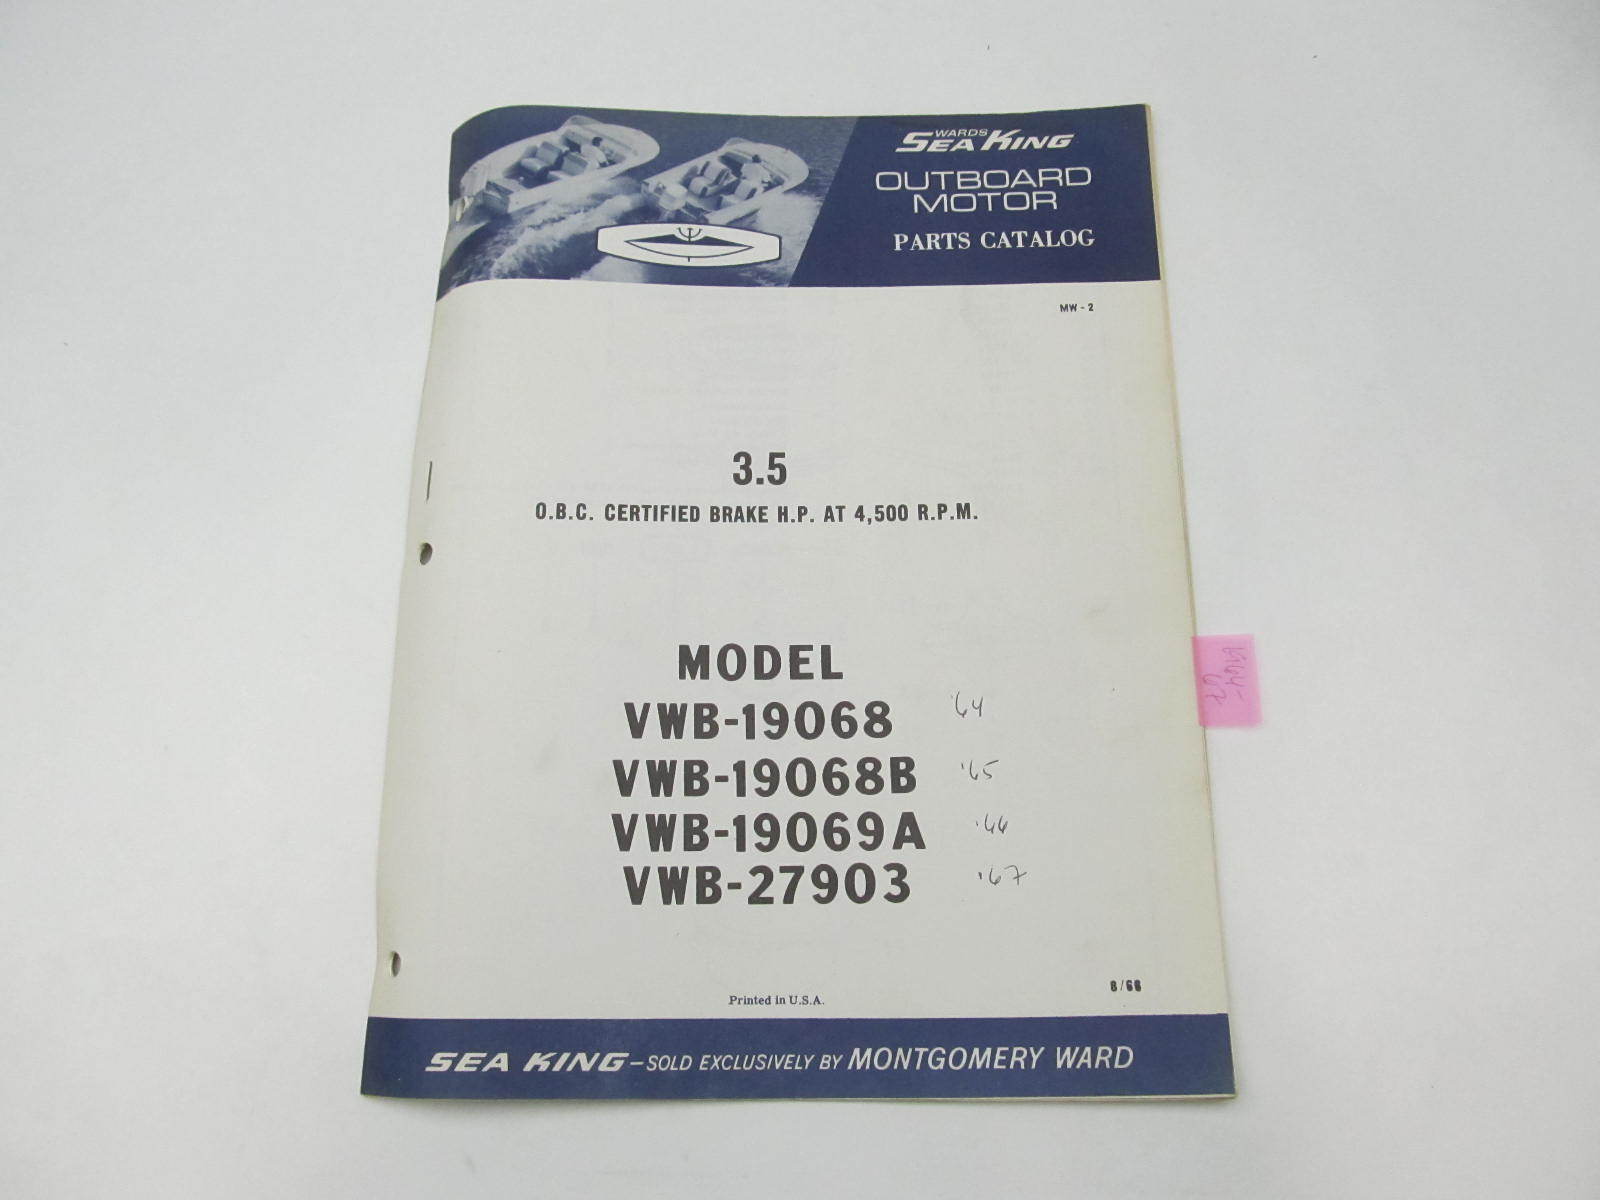 WARDS
SEA KING
OUTBOARD
MOTOR
PARTS CATALOG
MW-2
3.5
O.B.C. CERTIFIED BRAKE H.P. AT 4,500 R.P.M.
MODEL
VWB-19068 '64
VWB-19068B '65
VWB-19069A '66
VWB-27903 '67
1964-
67
8/66
Printed in U.S.A.
SEA KING - SOLD EXCLUSIVELY BY MONTGOMERY WARD